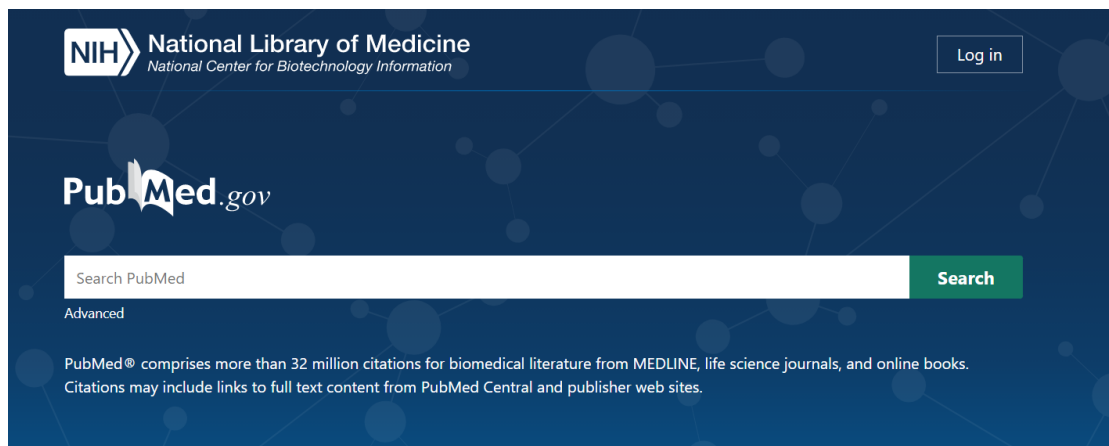 NIH National Library of Medicine
National Center for Biotechnology Information
Log in
PubMed.gov
Search PubMed
Search
Advanced
PubMed® comprises more than 32 million citations for biomedical literature from MEDLINE, life science journals, and online books.
Citations may include links to full text content from PubMed Central and publisher web sites.